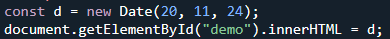 const d = new Date(20, 11, 24);
document.getElementById("demo").innerHTML = d;